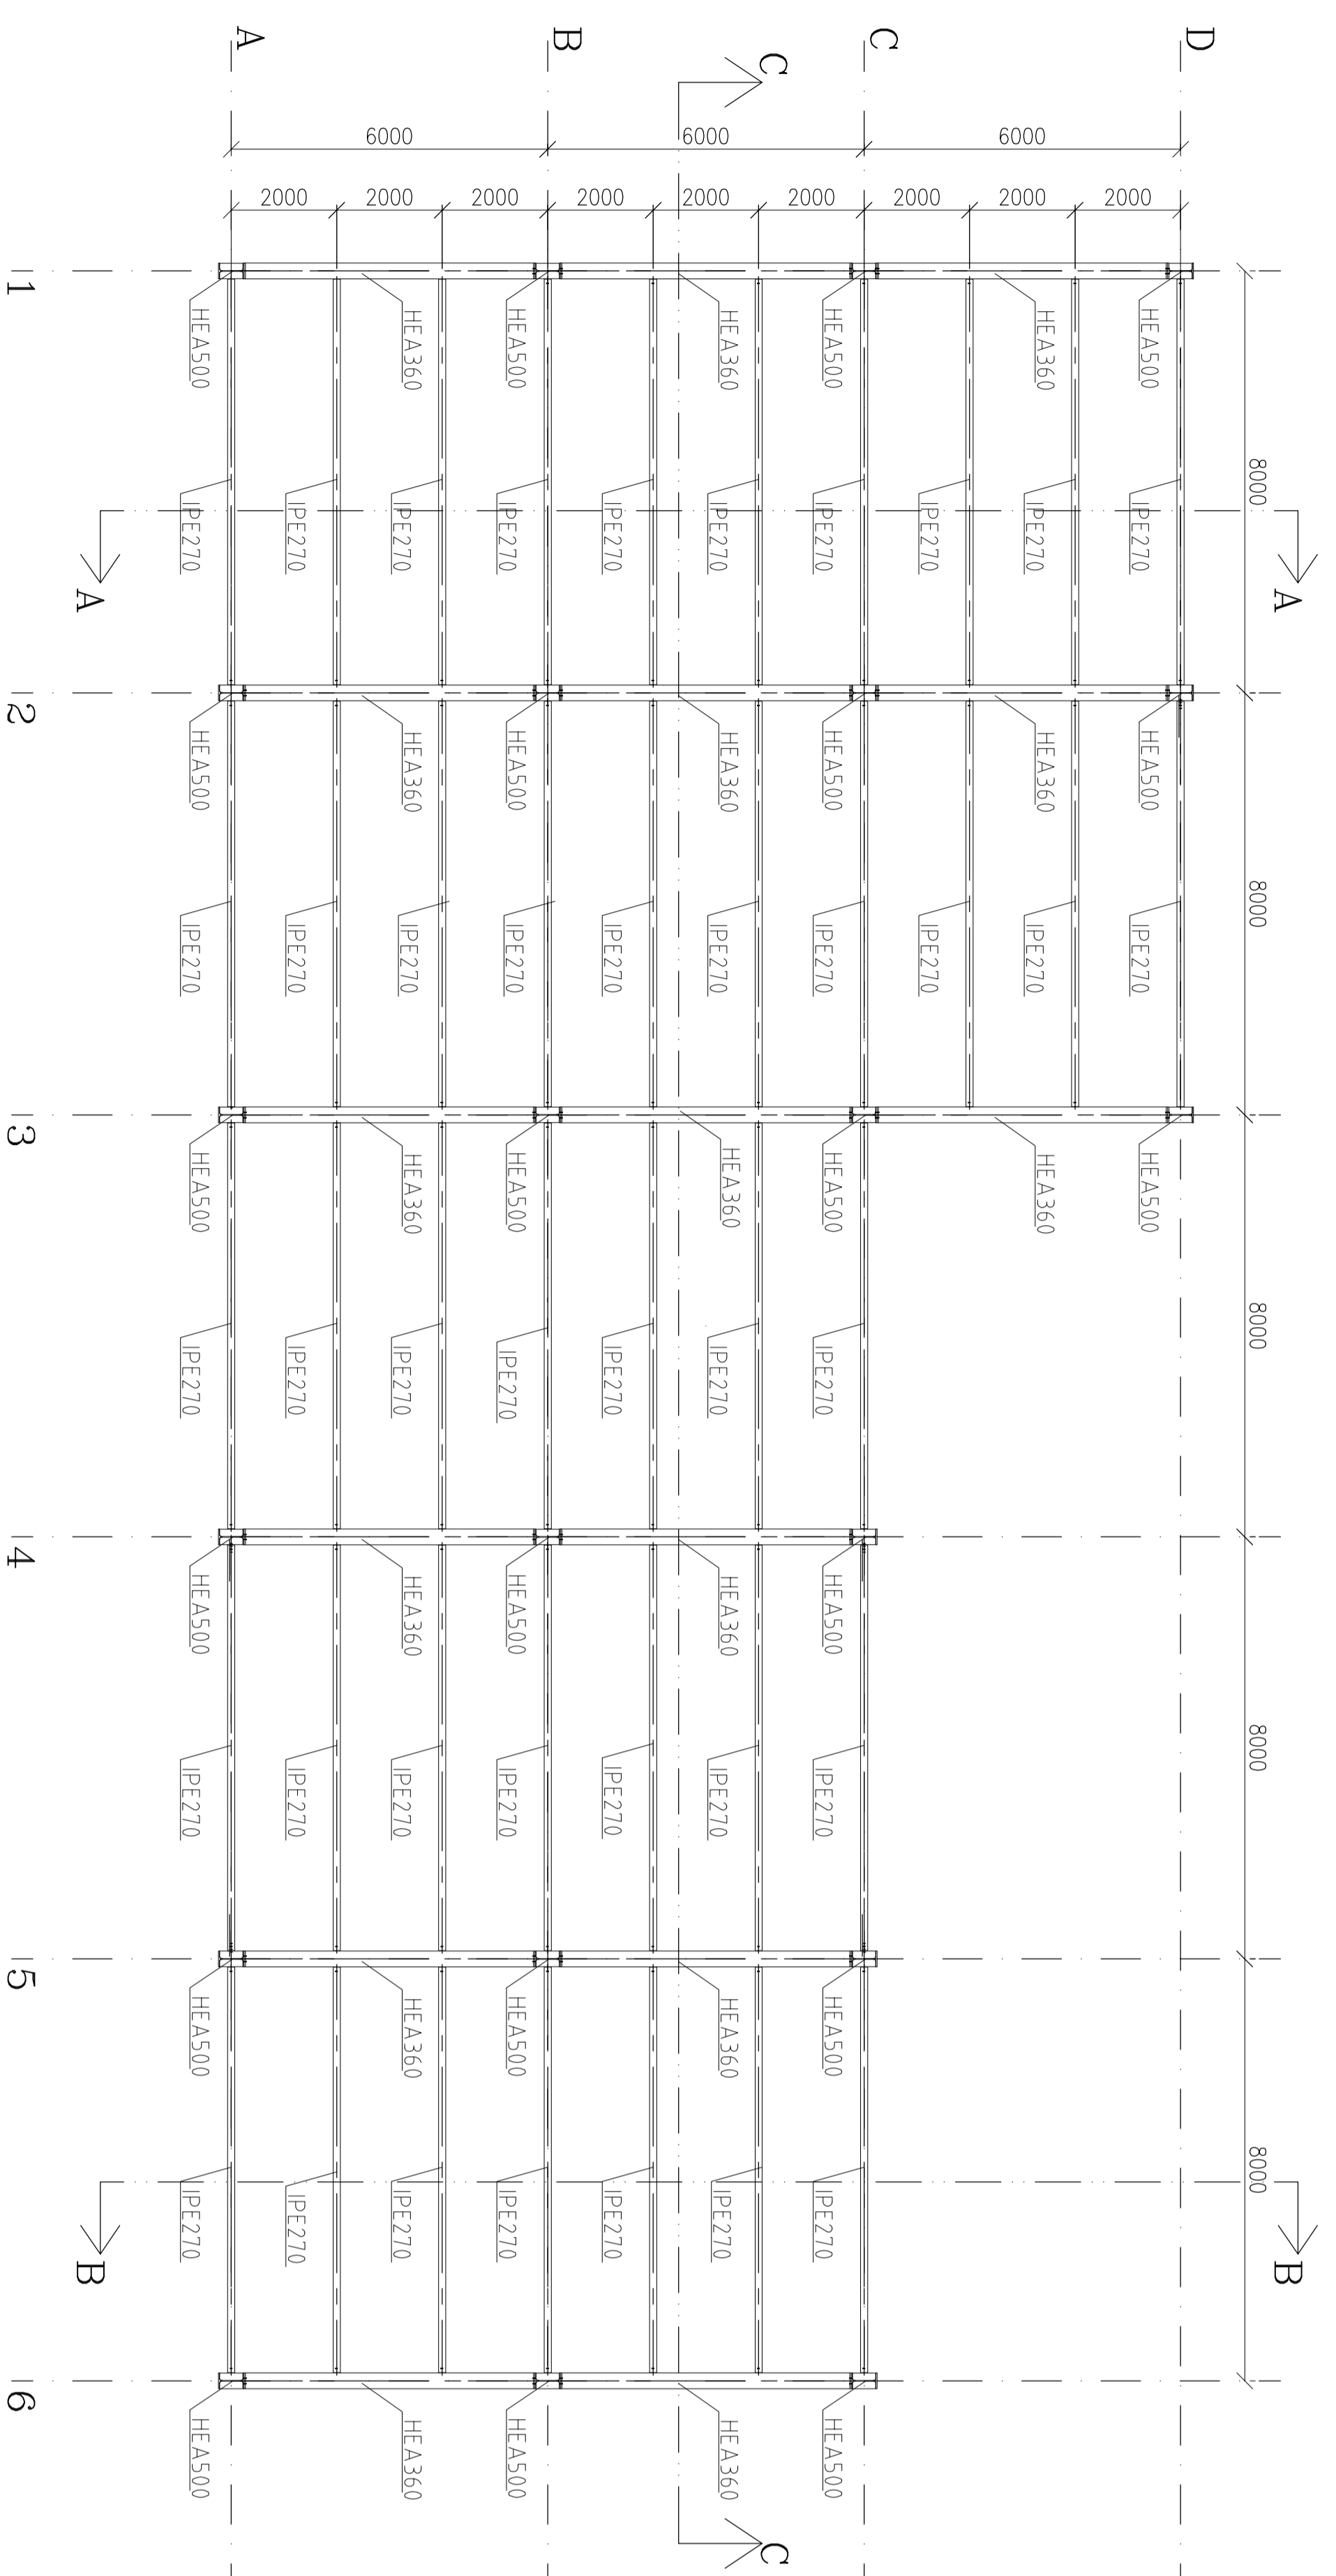 A B C D
C
6000 6000 6000
2000 2000 2000 2000 2000 2000 2000 2000 2000
1
HEA500 HEA360 HEA500 HEA360 HEA500 HEA360 HEA500
8000
IPE270 IPE270 IPE270 IPE270 IPE270 IPE270 IPE270 IPE270 IPE270 IPE270
A A
2
HEA500 HEA360 HEA500 HEA360 HEA500 HEA360 HEA500
8000
IPE270 IPE270 IPE270 IPE270 IPE270 IPE270 IPE270 IPE270 IPE270 IPE270
3
HEA500 HEA360 HEA500 HEA360 HEA500 HEA360 HEA500
8000
IPE270 IPE270 IPE270 IPE270 IPE270 IPE270 IPE270
4
HEA500 HEA360 HEA500 HEA360 HEA500
8000
IPE270 IPE270 IPE270 IPE270 IPE270 IPE270 IPE270
5
HEA500 HEA360 HEA500 HEA360 HEA500
8000
IPE270 IPE270 IPE270 IPE270 IPE270 IPE270 IPE270
B B
6
HEA500 HEA360 HEA500 HEA360 HEA500
C